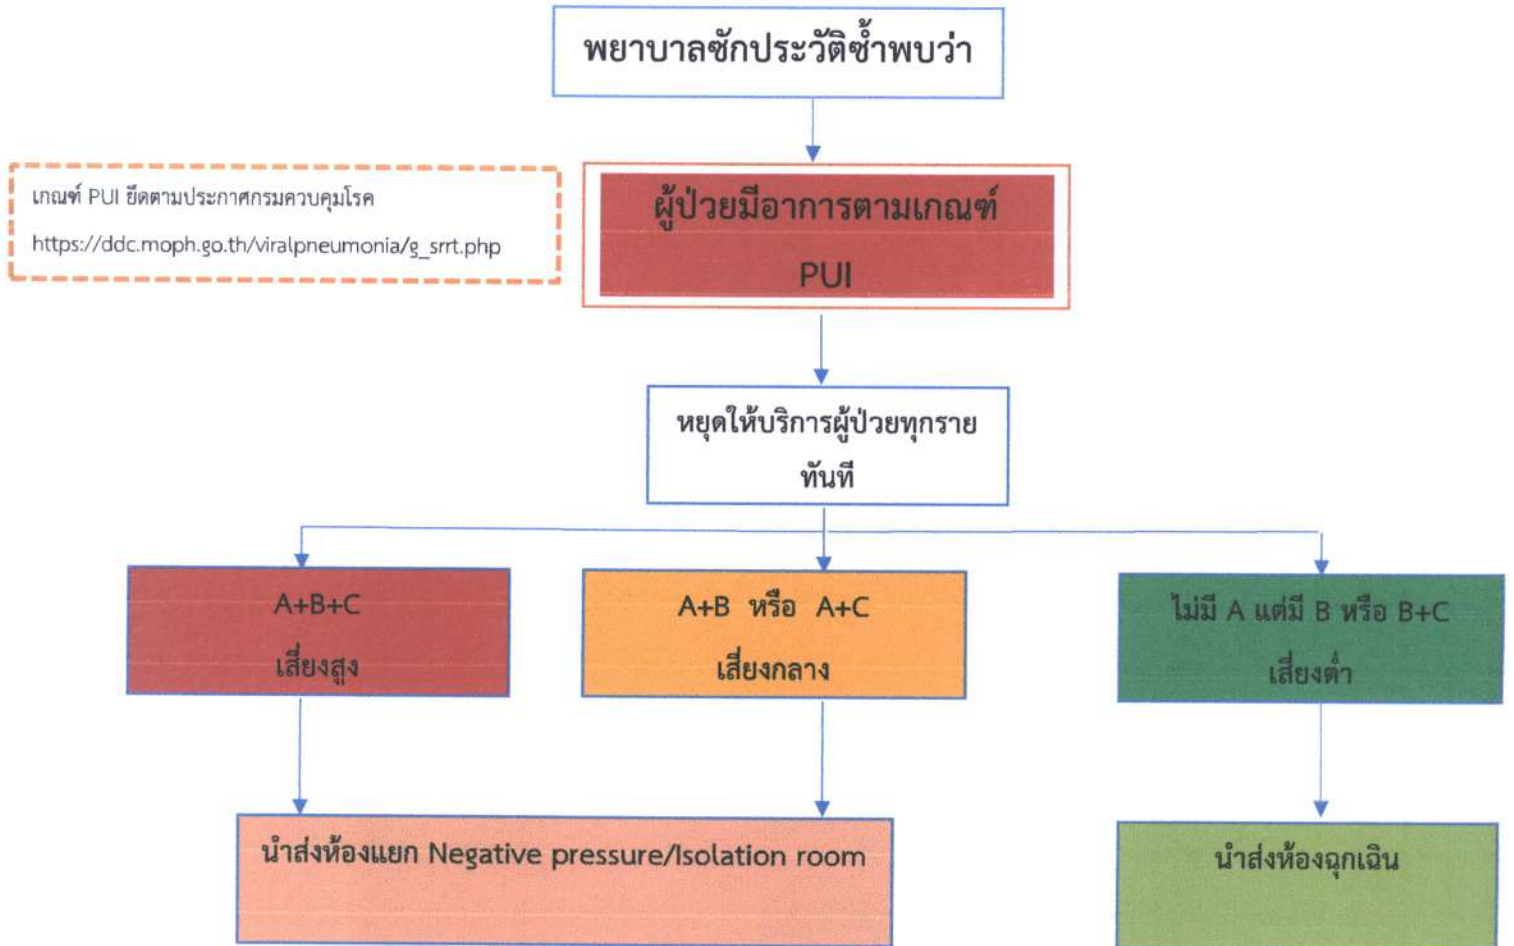 พยาบาลซักประวัติซ้ำพบว่า
เกณฑ์ PUI ยึดตามประกาศกรมควบคุมโรค
https://ddc.moph.go.th/viralpneumonia/g_srrt.php
ผู้ป่วยมีอาการตามเกณฑ์
PUI
หยุดให้บริการผู้ป่วยทุกราย
ทันที
A+B+C
เสี่ยงสูง
A+B หรือ A+C
เสี่ยงกลาง
ไม่มี A แต่มี B หรือ B+C
เสี่ยงต่ำ
นำส่งห้องแยก Negative pressure/Isolation room
นำส่งห้องฉุกเฉิน